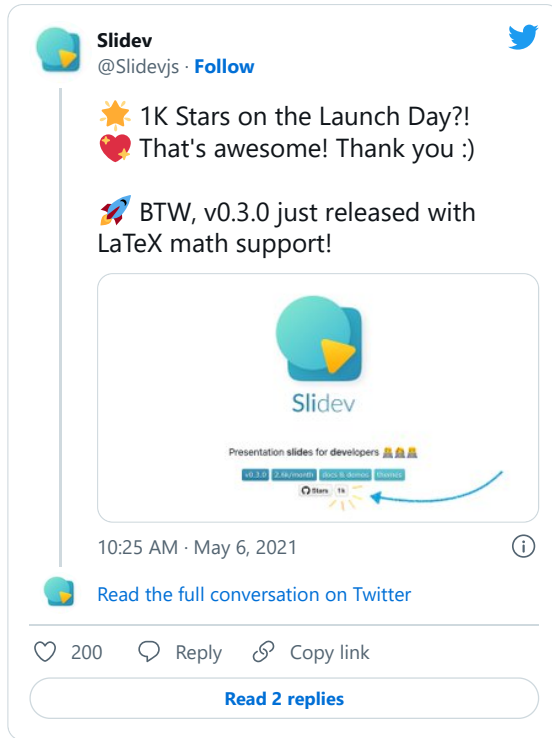 Slidev
@Slidevjs · Follow
🌟 1K Stars on the Launch Day?!
💖 That's awesome! Thank you :)
🚀 BTW, v0.3.0 just released with
LaTeX math support!
Slidev
Presentation slides for developers 🧑‍💻👩‍💻👨‍💻
v0.3.0 2.6k/month docs & demos themes
Stars 1k
10:25 AM · May 6, 2021
Read the full conversation on Twitter
200 Reply Copy link
Read 2 replies